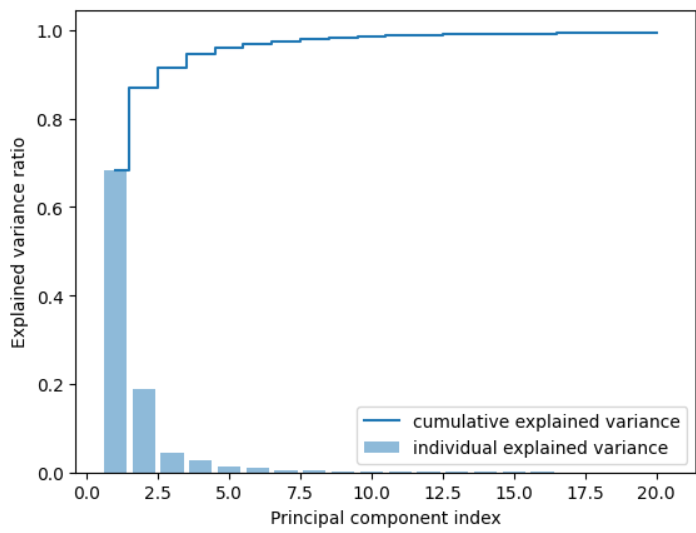 1.0
0.8
0.6
0.4
0.2
0.0
Explained variance ratio
cumulative explained variance
individual explained variance
0.0 2.5 5.0 7.5 10.0 12.5 15.0 17.5 20.0
Principal component index